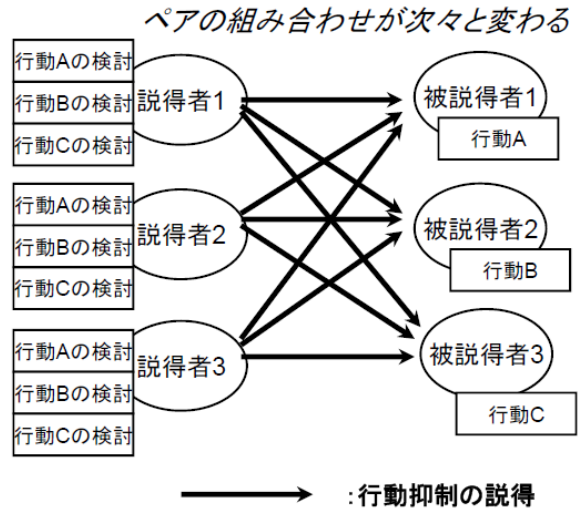 ペアの組み合わせが次々と変わる
行動Aの検討
行動Bの検討
行動Cの検討
説得者1
被説得者1
行動A
行動Aの検討
行動Bの検討
行動Cの検討
説得者2
被説得者2
行動B
行動Aの検討
行動Bの検討
行動Cの検討
説得者3
被説得者3
行動C
:行動抑制の説得